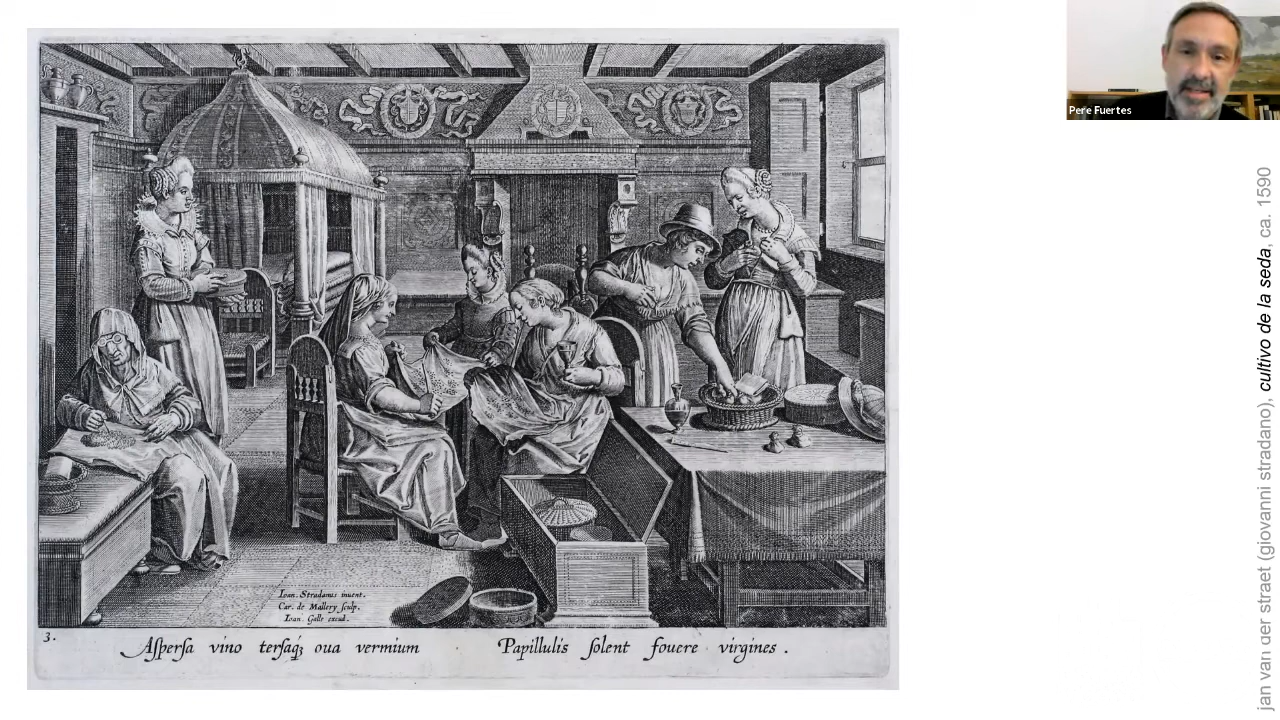 Pere Fuertes
Ioan. Stradanus invent.
Car. de Mallery ſculp.
Ioan. Galle excud.
3.
Aſperſa vino terſaq́ꝫ oua vermium
Papillulis ſolent fouere virgines .
jan van der straet (giovanni stradano), cultivo de la seda, ca. 1590